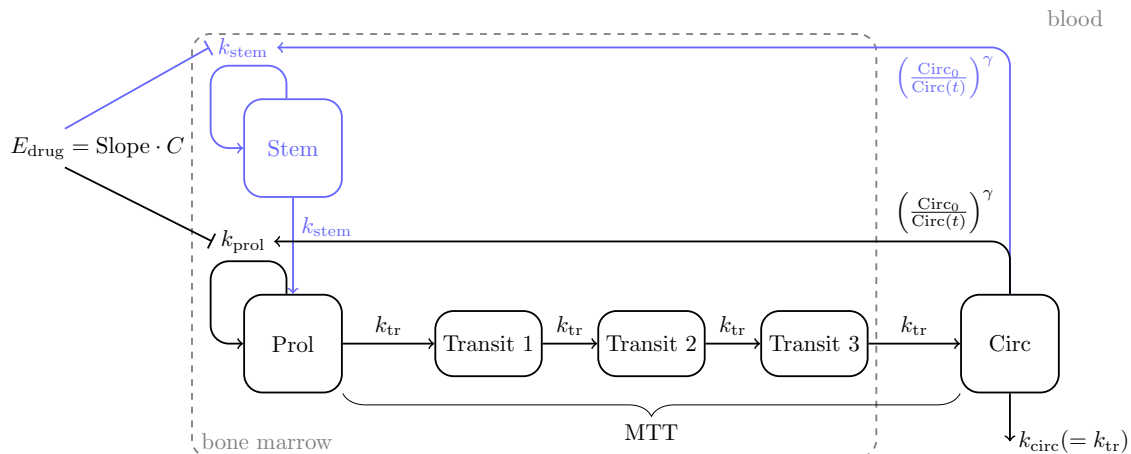 blood
k_stem
(Circ_0/Circ(t))^γ
E_drug = Slope · C
Stem
k_stem
(Circ_0/Circ(t))^γ
k_prol
Prol
k_tr
Transit 1
k_tr
Transit 2
k_tr
Transit 3
k_tr
Circ
MTT
bone marrow
k_circ(= k_tr)